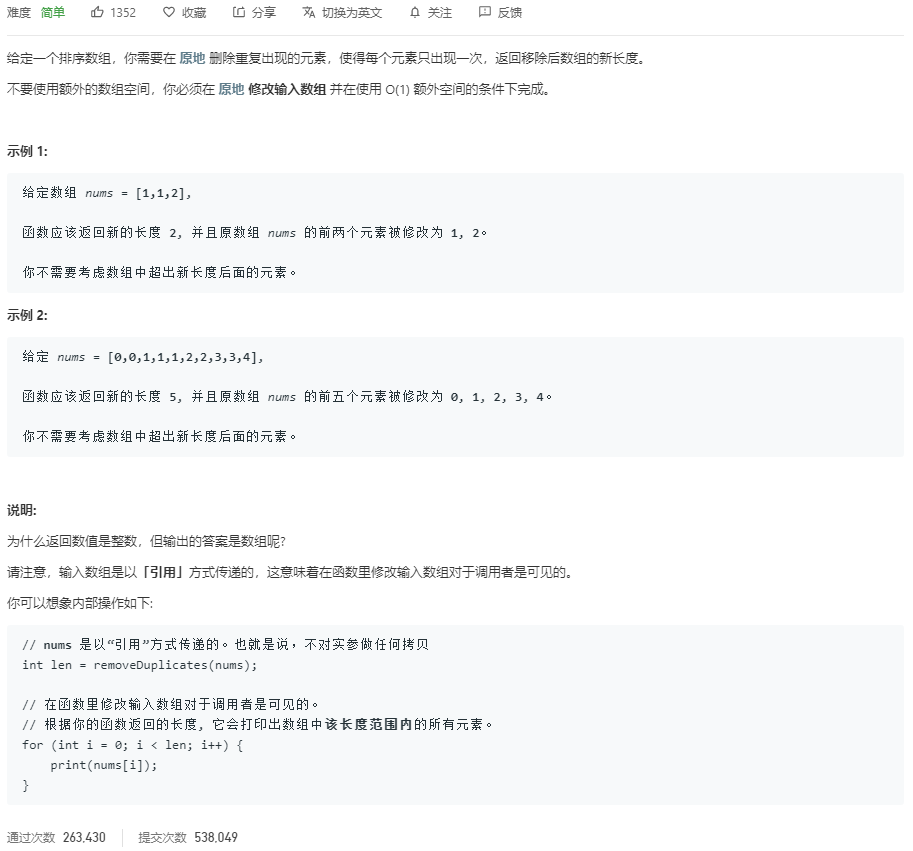 难度 简单 1352 收藏 分享 切换为英文 关注 反馈
给定一个排序数组，你需要在 原地 删除重复出现的元素，使得每个元素只出现一次，返回移除后数组的新长度。
不要使用额外的数组空间，你必须在 原地 修改输入数组 并在使用 O(1) 额外空间的条件下完成。
示例 1:
给定数组 nums = [1,1,2],
函数应该返回新的长度 2, 并且原数组 nums 的前两个元素被修改为 1, 2。
你不需要考虑数组中超出新长度后面的元素。
示例 2:
给定 nums = [0,0,1,1,1,2,2,3,3,4],
函数应该返回新的长度 5, 并且原数组 nums 的前五个元素被修改为 0, 1, 2, 3, 4。
你不需要考虑数组中超出新长度后面的元素。
说明:
为什么返回数值是整数，但输出的答案是数组呢?
请注意，输入数组是以「引用」方式传递的，这意味着在函数里修改输入数组对于调用者是可见的。
你可以想象内部操作如下:
// nums 是以“引用”方式传递的。也就是说，不对实参做任何拷贝
int len = removeDuplicates(nums);
// 在函数里修改输入数组对于调用者是可见的。
// 根据你的函数返回的长度, 它会打印出数组中该长度范围内的所有元素。
for (int i = 0; i < len; i++) {
    print(nums[i]);
}
通过次数 263,430 提交次数 538,049